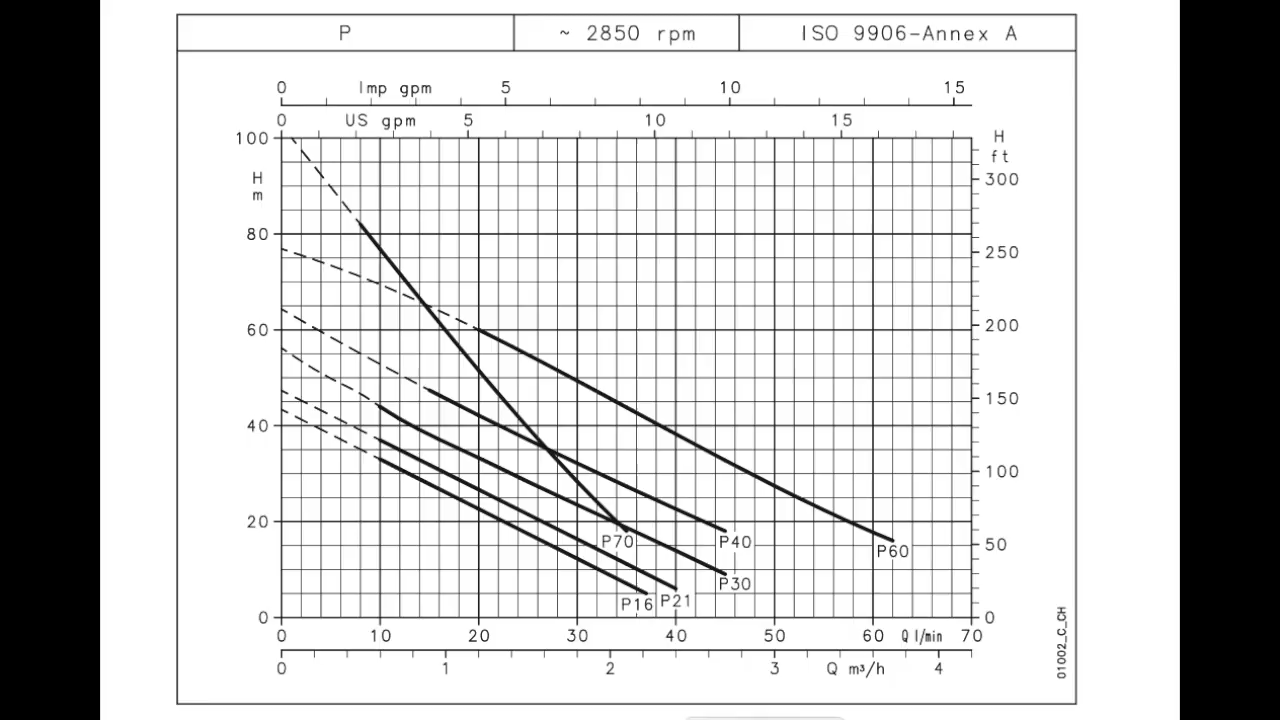 P ~ 2850 rpm ISO 9906-Annex A
0 Imp gpm 5 10 15
0 US gpm 5 10 15
100 H
ft
H 300
m
80
250
60 200
150
40
100
20
P70 P40
50 P60
P30
P16 P21
0 0
0 10 20 30 40 50 60 Q l/min 70
0 1 2 3 Q m³/h 4
01002_C_CH